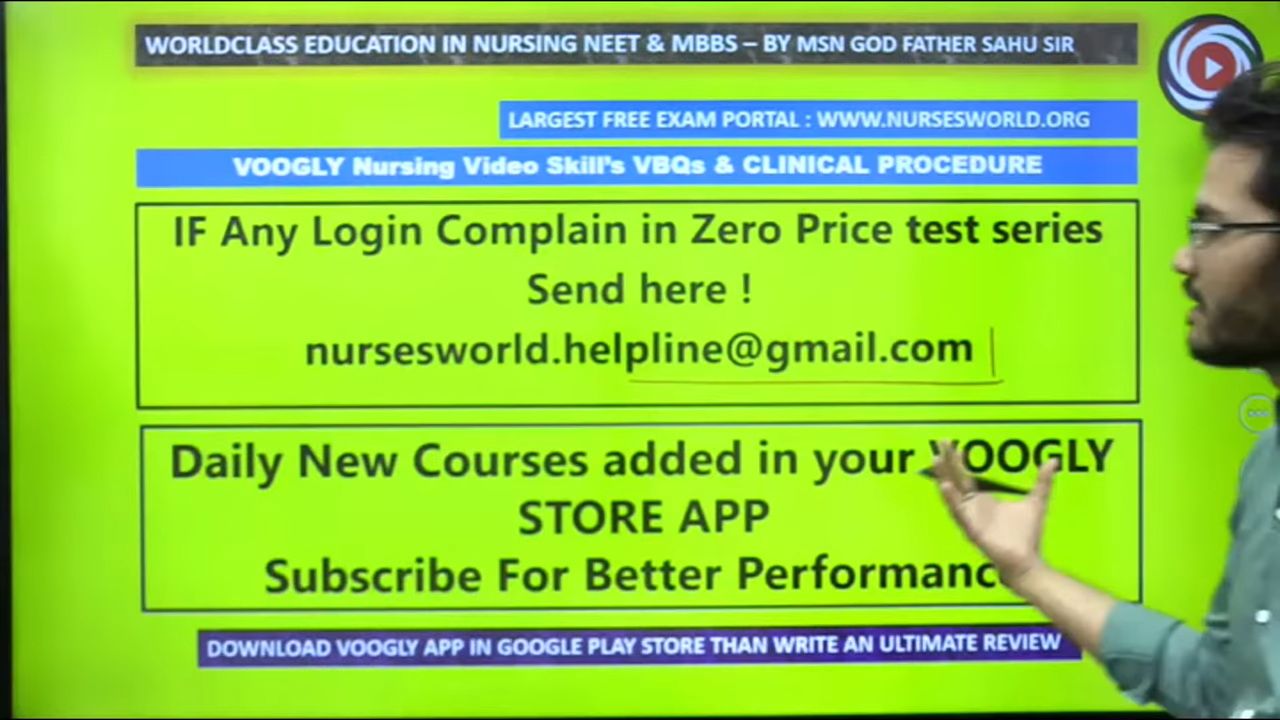 WORLDCLASS EDUCATION IN NURSING NEET & MBBS – BY MSN GOD FATHER SAHU SIR
LARGEST FREE EXAM PORTAL : WWW.NURSESWORLD.ORG
VOOGLY Nursing Video Skill's VBQs & CLINICAL PROCEDURE
IF Any Login Complain in Zero Price test series
Send here !
nursesworld.helpline@gmail.com
Daily New Courses added in your VOOGLY
STORE APP
Subscribe For Better Performance
DOWNLOAD VOOGLY APP IN GOOGLE PLAY STORE THAN WRITE AN ULTIMATE REVIEW